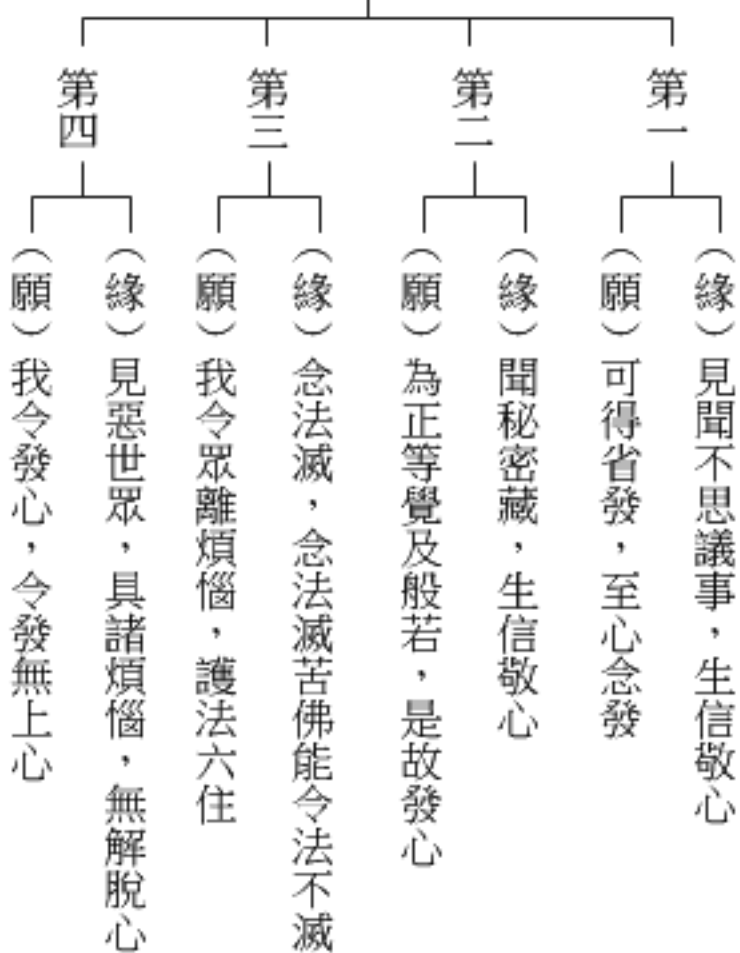 第一
（緣）見聞不思議事，生信敬心
（願）可得省發，至心念發
第二
（緣）聞秘密藏，生信敬心
（願）為正等覺及般若，是故發心
第三
（緣）念法滅，念法滅苦佛能令法不滅
（願）我令眾離煩惱，護法六住
第四
（緣）見惡世眾，具諸煩惱，無解脫心
（願）我令發心，令發無上心